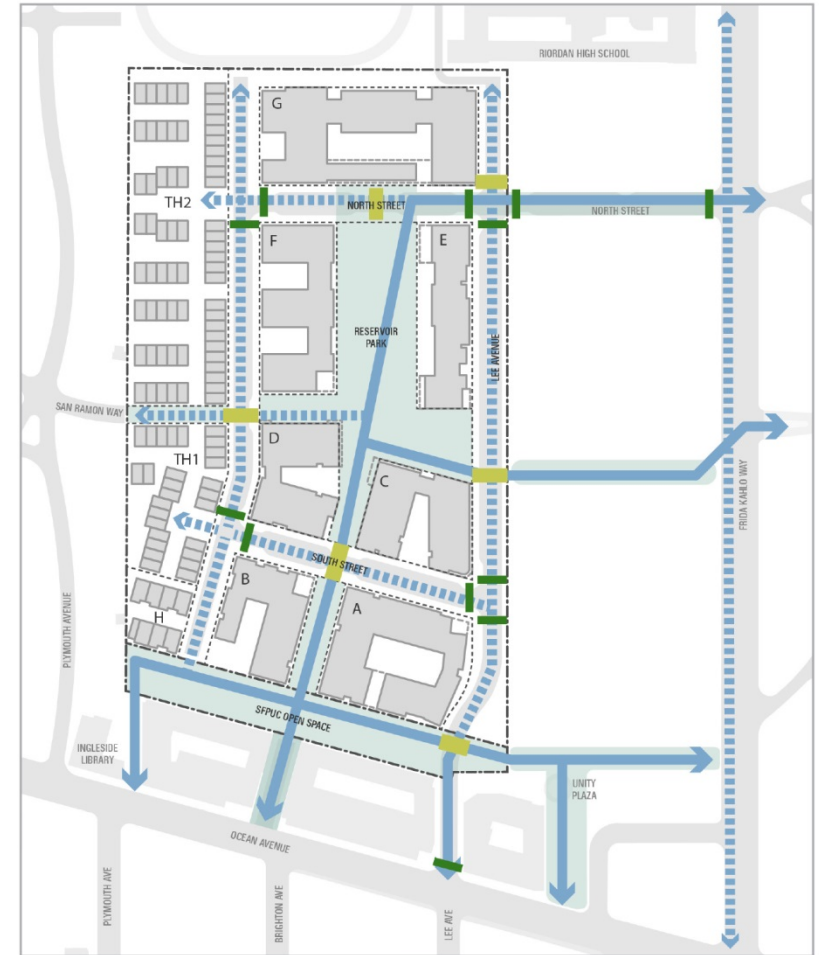 RIORDAN HIGH SCHOOL
G
TH2
NORTH STREET
NORTH STREET
F
E
RESERVOIR
PARK
LEE AVENUE
SAN RAMON WAY
D
TH1
C
FRIDA KAHLO WAY
SOUTH STREET
B
A
H
PLYMOUTH AVENUE
SFPUC OPEN SPACE
INGLESIDE
LIBRARY
UNITY
PLAZA
OCEAN AVENUE
PLYMOUTH AVE
BRIGHTON AVE
LEE AVE